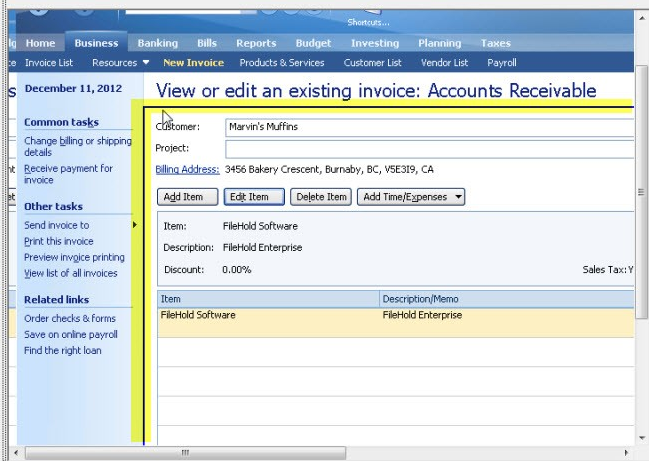 Shortcuts...
Home Business Banking Bills Reports Budget Investing Planning Taxes
Invoice List Resources New Invoice Products & Services Customer List Vendor List Payroll
December 11, 2012
View or edit an existing invoice: Accounts Receivable
Common tasks
Change billing or shipping
details
Receive payment for
invoice
Other tasks
Send invoice to
Print this invoice
Preview invoice printing
View list of all invoices
Related links
Order checks & forms
Save on online payroll
Find the right loan
Customer: Marvin's Muffins
Project:
Billing Address: 3456 Bakery Crescent, Burnaby, BC, V5E3I9, CA
Add Item Edit Item Delete Item Add Time/Expenses
Item: FileHold Software
Description: FileHold Enterprise
Discount: 0.00% Sales Tax: Y
Item Description/Memo
FileHold Software FileHold Enterprise